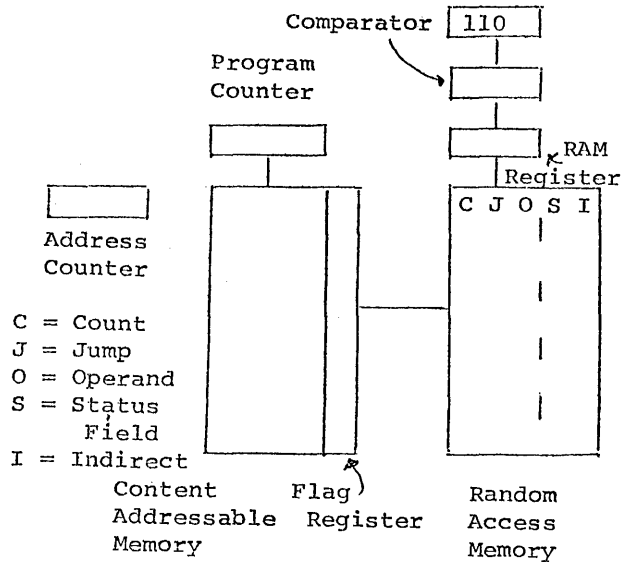 Comparator 110
Program
Counter
RAM
Register
C J O S I
Address
Counter
C = Count
J = Jump
O = Operand
S = Status
Field
I = Indirect
Content
Addressable
Memory
Flag
Register
Random
Access
Memory